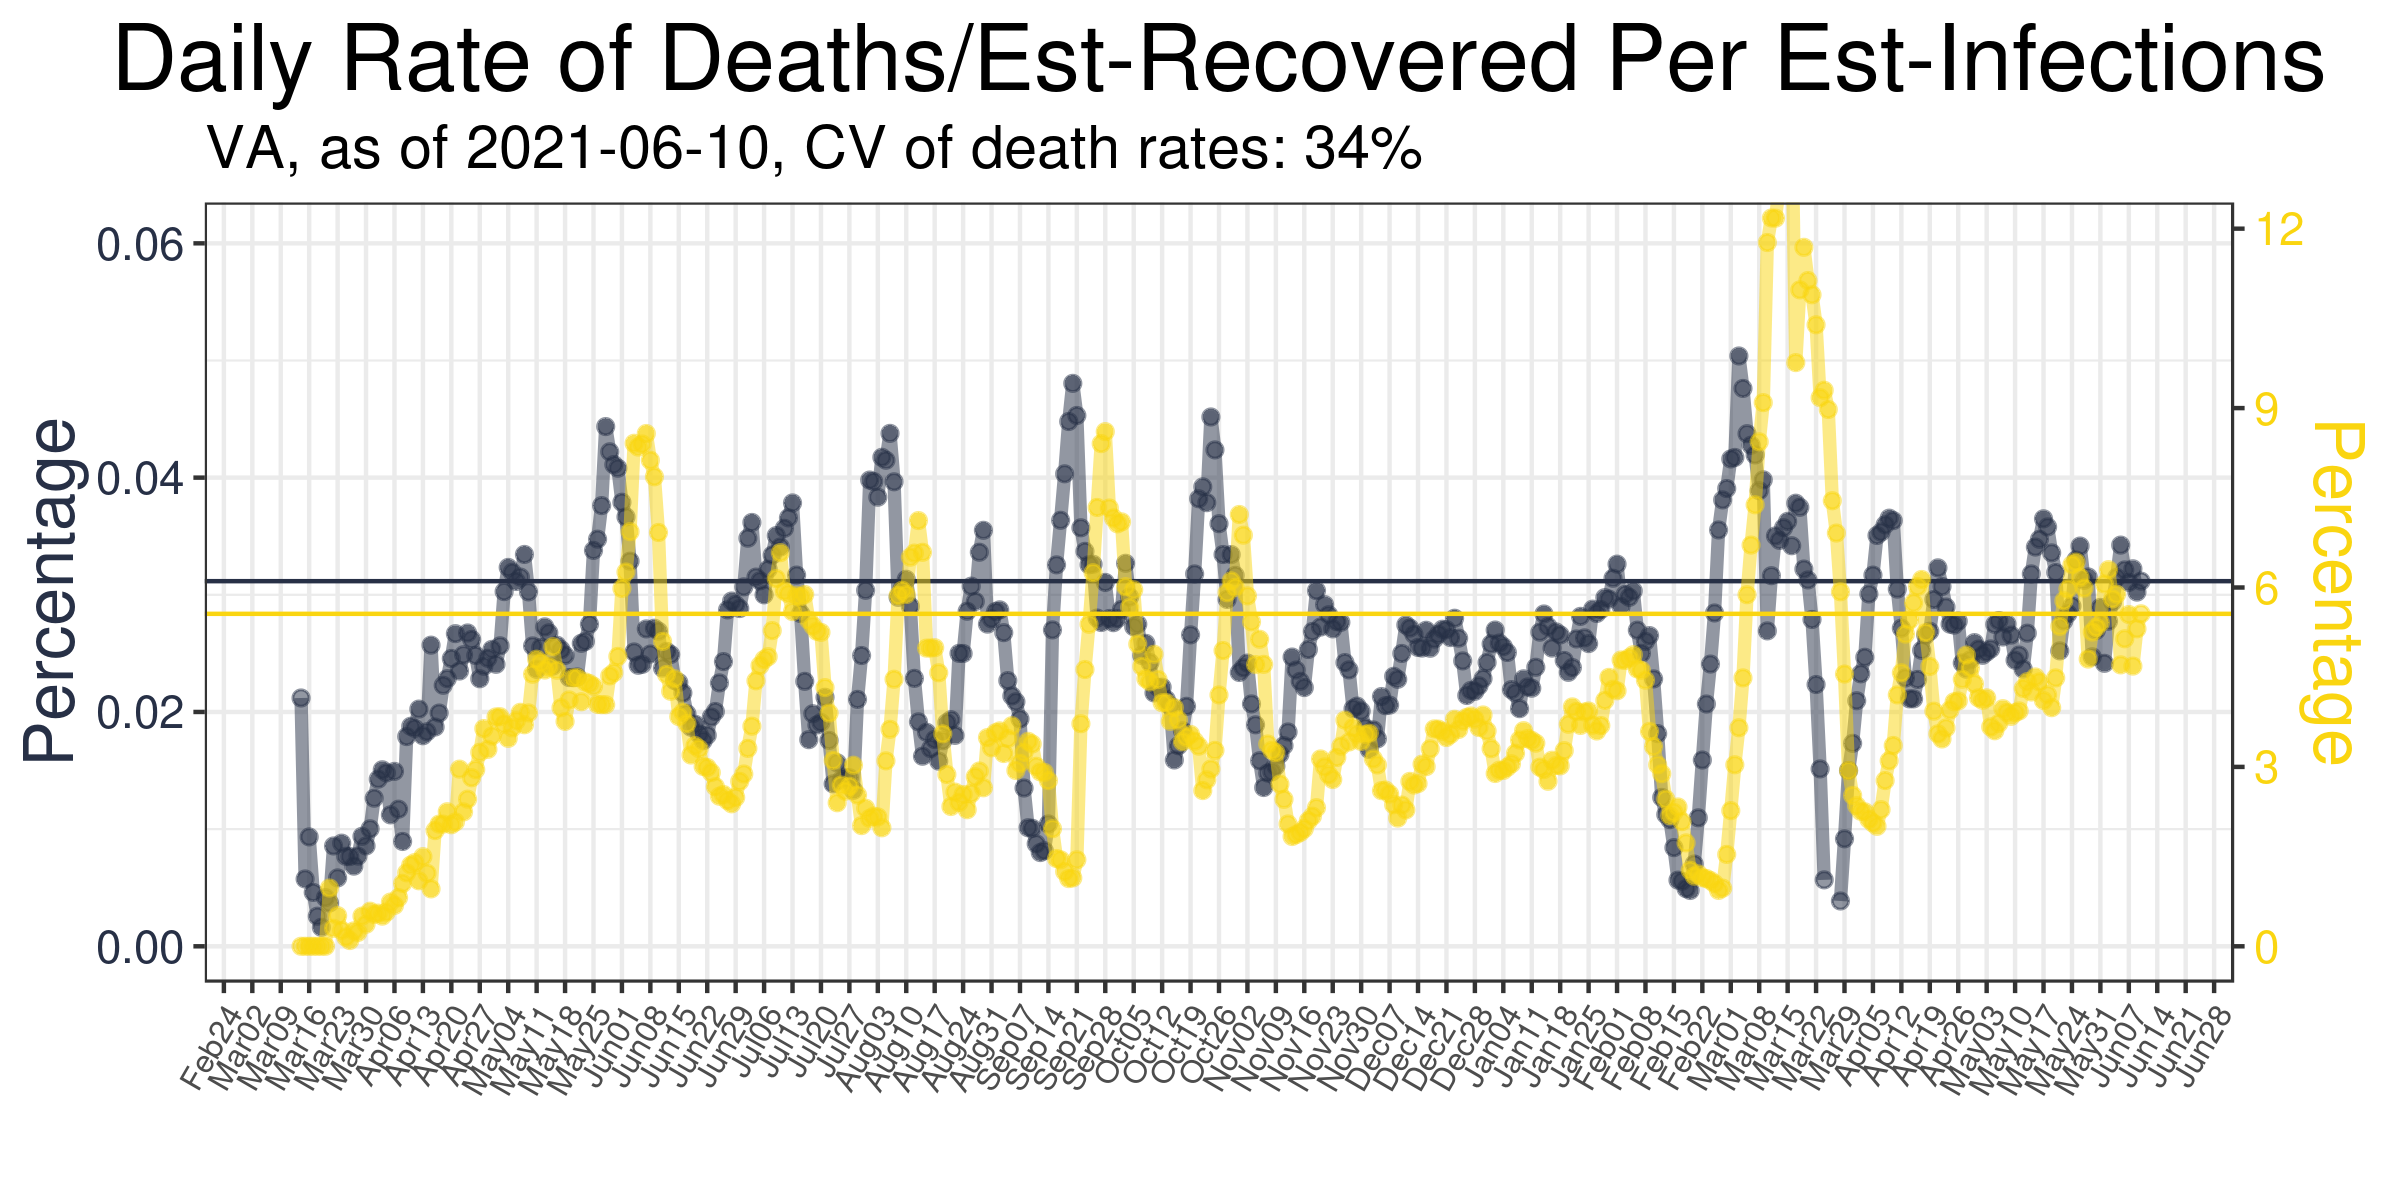 Daily Rate of Deaths/Est-Recovered Per Est-Infections
VA, as of 2021-06-10, CV of death rates: 34%
Percentage
0.06
0.04
0.02
0.00
12
9
6
3
0
Percentage
Feb24
Mar02
Mar09
Mar16
Mar23
Mar30
Apr06
Apr13
Apr20
Apr27
May04
May11
May18
May25
Jun01
Jun08
Jun15
Jun22
Jun29
Jul06
Jul13
Jul20
Jul27
Aug03
Aug10
Aug17
Aug24
Aug31
Sep07
Sep14
Sep21
Sep28
Oct05
Oct12
Oct19
Oct26
Nov02
Nov09
Nov16
Nov23
Nov30
Dec07
Dec14
Dec21
Dec28
Jan04
Jan11
Jan18
Jan25
Feb01
Feb08
Feb15
Feb22
Mar01
Mar08
Mar15
Mar22
Mar29
Apr05
Apr12
Apr19
Apr26
May03
May10
May17
May24
May31
Jun07
Jun14
Jun21
Jun28